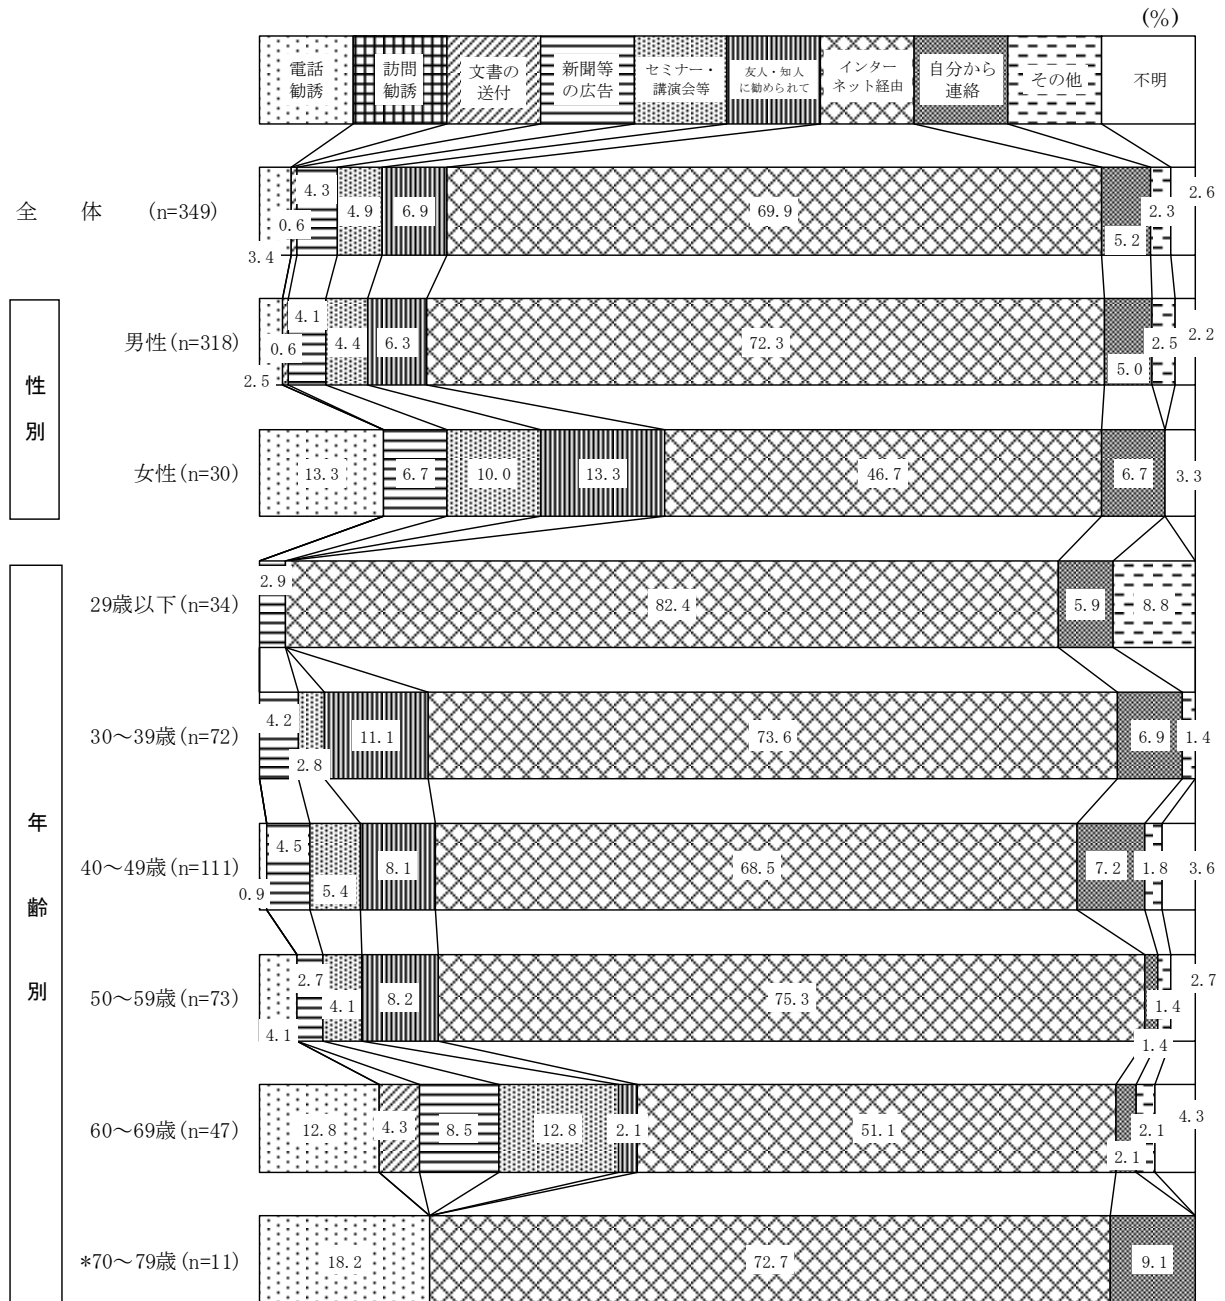 (%)
電話
勧誘
訪問
勧誘
文書の
送付
新聞等
の広告
セミナー・
講演会等
友人・知人
に勧められて
インター
ネット経由
自分から
連絡
その他
不明
全　体　(n=349)
3.4
0.6
4.3
4.9
6.9
69.9
5.2
2.3
2.6
性別
男性(n=318)
2.5
0.6
4.1
4.4
6.3
72.3
5.0
2.5
2.2
女性(n=30)
13.3
6.7
10.0
13.3
46.7
6.7
3.3
年齢別
29歳以下(n=34)
2.9
82.4
5.9
8.8
30～39歳(n=72)
4.2
2.8
11.1
73.6
6.9
1.4
40～49歳(n=111)
0.9
4.5
5.4
8.1
68.5
7.2
1.8
3.6
50～59歳(n=73)
4.1
2.7
4.1
8.2
75.3
1.4
1.4
2.7
60～69歳(n=47)
12.8
4.3
8.5
12.8
2.1
51.1
2.1
2.1
4.3
*70～79歳(n=11)
18.2
72.7
9.1